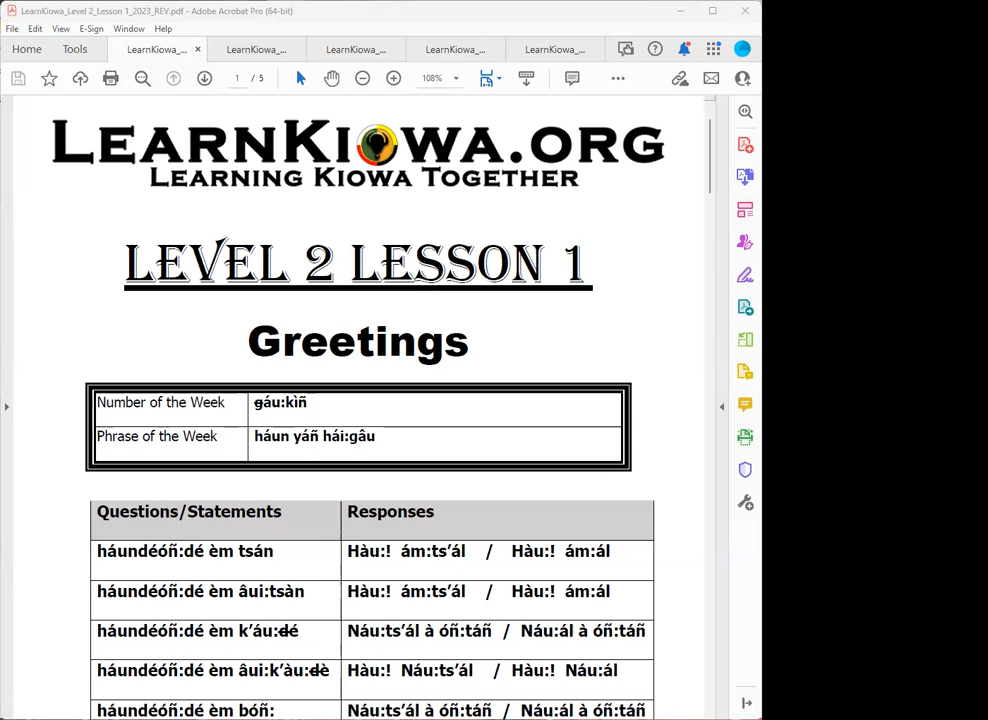 LearnKiowa_Level 2_Lesson 1_2023_REV.pdf - Adobe Acrobat Pro (64-bit)
File Edit View E-Sign Window Help
Home Tools LearnKiowa_... × LearnKiowa_... LearnKiowa_... LearnKiowa_... LearnKiowa_...
1 / 5 108%
LEARNKIOWA.ORG
LEARNING KIOWA TOGETHER
LEVEL 2 LESSON 1
Greetings
Number of the Week g̶áu:kìñ
Phrase of the Week háun yáñ hái:gâu
Questions/Statements Responses
háundéóñ:dé èm tsán Hàu:! ám:ts’ál / Hàu:! ám:ál
háundéóñ:dé èm âui:tsàn Hàu:! ám:ts’ál / Hàu:! ám:ál
háundéóñ:dé èm k’áu:d̶é Náu:ts’ál à óñ:táñ / Náu:ál à óñ:táñ
háundéóñ:dé èm âui:k’àu:d̶è Hàu:! Náu:ts’ál / Hàu:! Náu:ál
háundéóñ:dé èm bóñ: Náu:ts’ál à óñ:táñ / Náu:ál à óñ:táñ